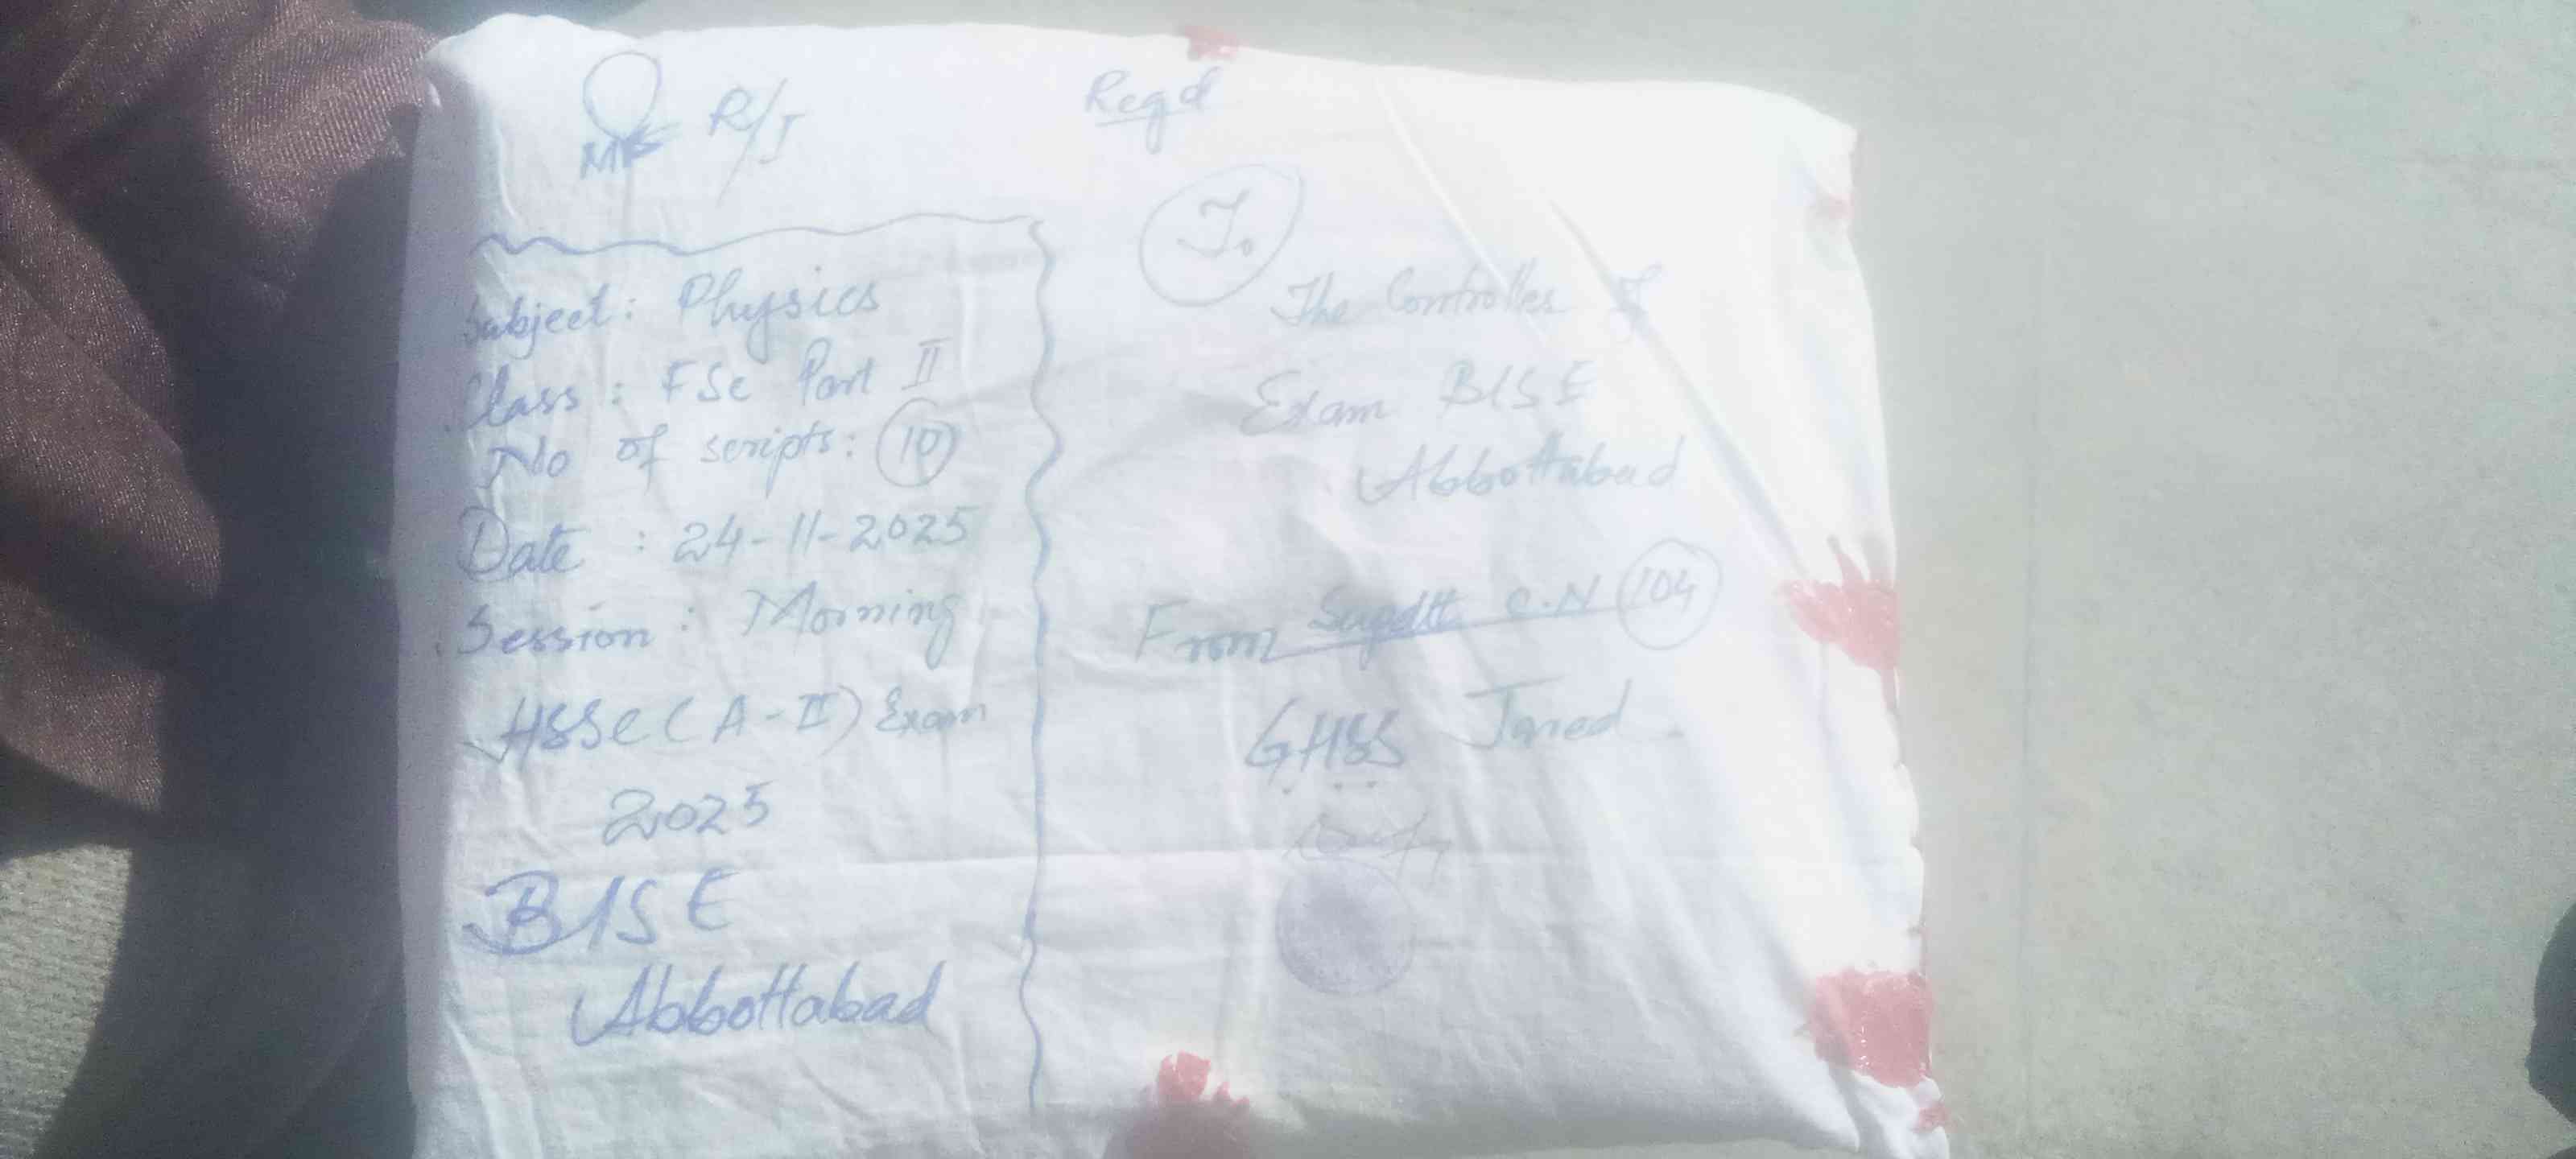 R/J
Regd
Subject: Physics
Class: FSc Part II
No of scripts: 10
Date: 24-11-2025
Session: Morning
HSSC (A-II) Exam
2025
BISE
Abbottabad
To.
The Controller of
Exam BISE
Abbottabad
From Supdtt C.N 104
GHSS Jared.